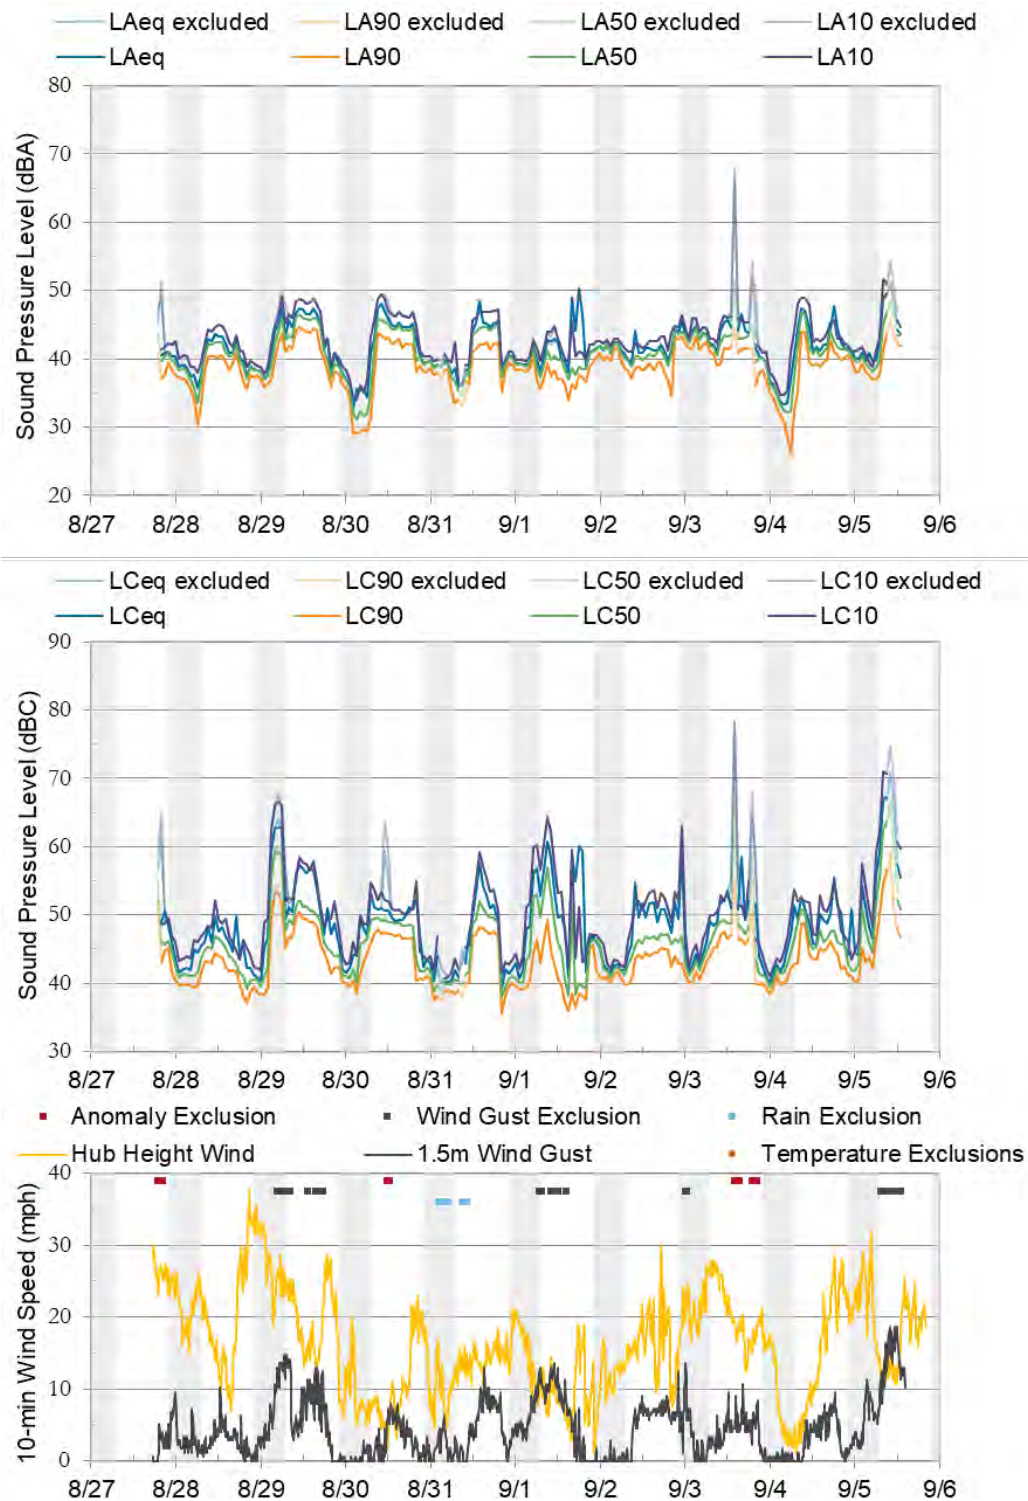 LAeq excluded LA90 excluded LA50 excluded LA10 excluded
LAeq LA90 LA50 LA10
80
70
60
50
40
30
20
Sound Pressure Level (dBA)
8/27 8/28 8/29 8/30 8/31 9/1 9/2 9/3 9/4 9/5 9/6
LCeq excluded LC90 excluded LC50 excluded LC10 excluded
LCeq LC90 LC50 LC10
90
80
70
60
50
40
30
Sound Pressure Level (dBC)
8/27 8/28 8/29 8/30 8/31 9/1 9/2 9/3 9/4 9/5 9/6
Anomaly Exclusion Wind Gust Exclusion Rain Exclusion
Hub Height Wind 1.5m Wind Gust Temperature Exclusions
40
30
20
10
0
10-min Wind Speed (mph)
8/27 8/28 8/29 8/30 8/31 9/1 9/2 9/3 9/4 9/5 9/6